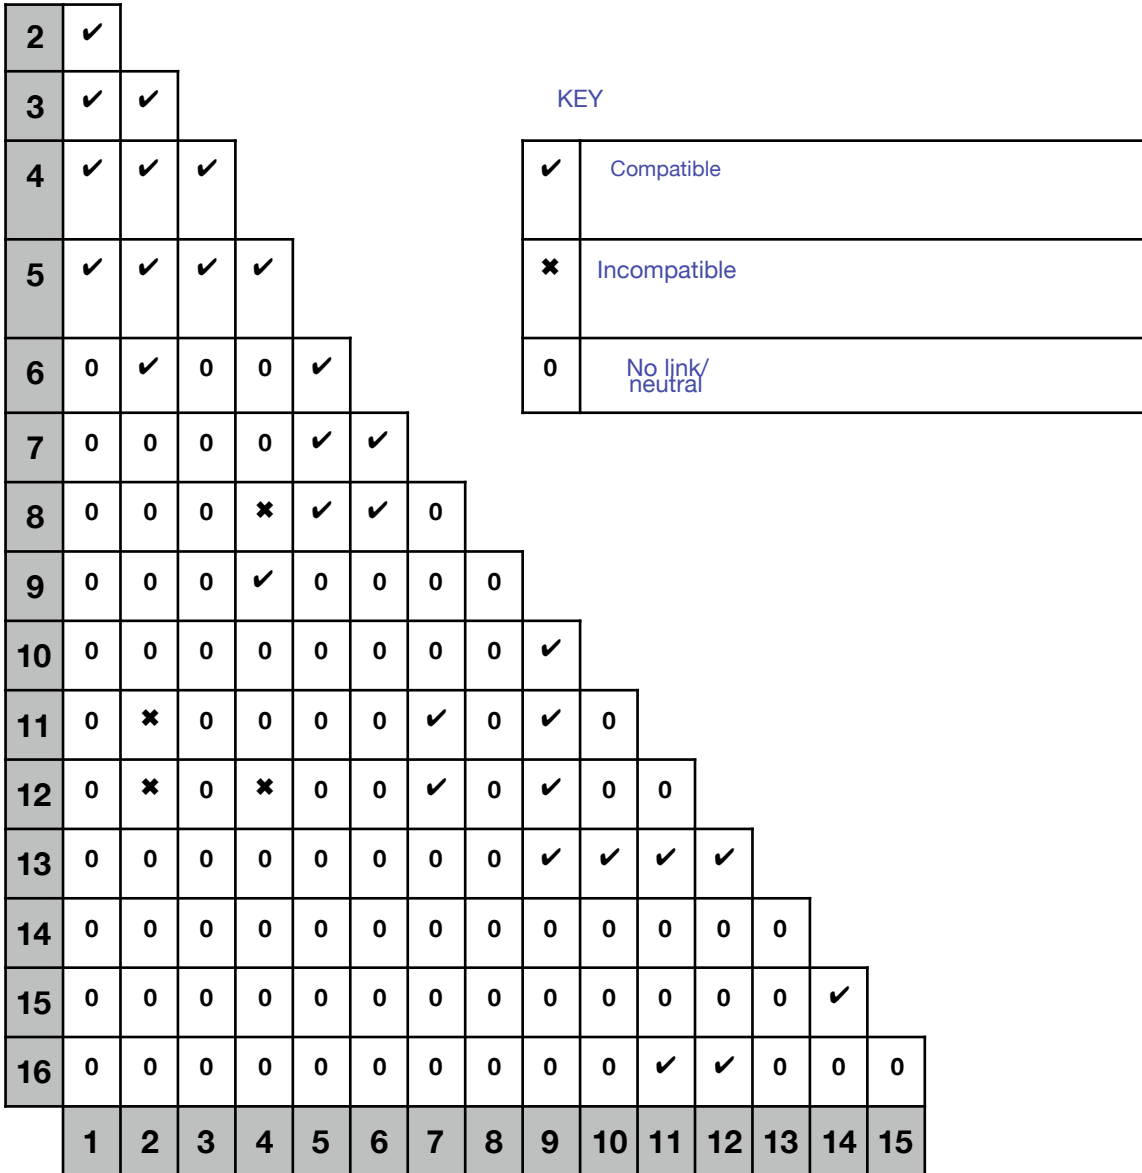 2 ✔
3 ✔ ✔
KEY
4 ✔ ✔ ✔
✔ Compatible
5 ✔ ✔ ✔ ✔
✖ Incompatible
6 0 ✔ 0 0 ✔
0 No link/
neutral
7 0 0 0 0 ✔ ✔
8 0 0 0 ✖ ✔ ✔ 0
9 0 0 0 ✔ 0 0 0 0
10 0 0 0 0 0 0 0 0 ✔
11 0 ✖ 0 0 0 0 ✔ 0 ✔ 0
12 0 ✖ 0 ✖ 0 0 ✔ 0 ✔ 0 0
13 0 0 0 0 0 0 0 0 ✔ ✔ ✔ ✔
14 0 0 0 0 0 0 0 0 0 0 0 0 0
15 0 0 0 0 0 0 0 0 0 0 0 0 0 ✔
16 0 0 0 0 0 0 0 0 0 0 ✔ ✔ 0 0 0
1 2 3 4 5 6 7 8 9 10 11 12 13 14 15